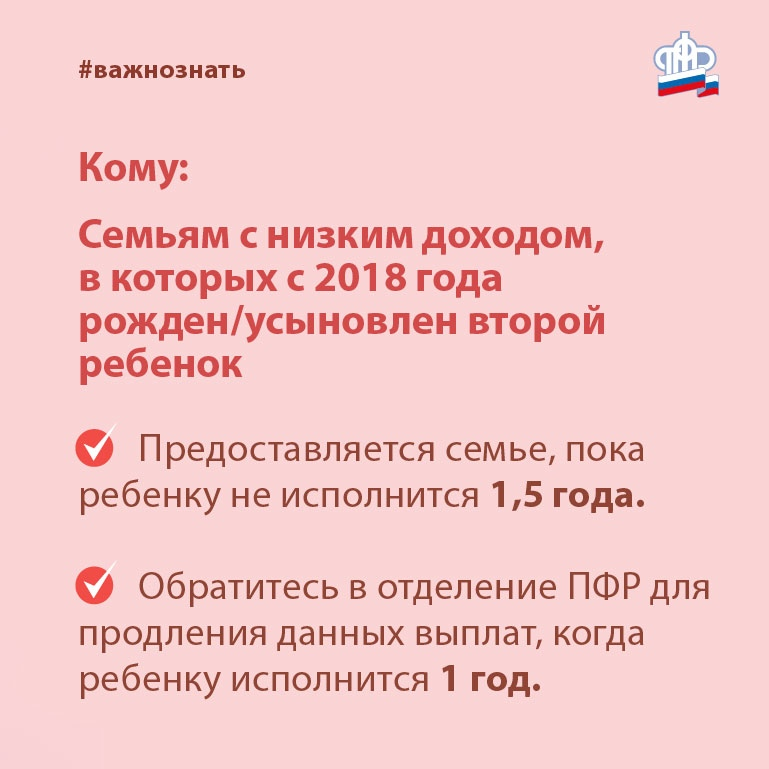 #важнознать
ПФР
Кому:
Семьям с низким доходом,
в которых с 2018 года
рожден/усыновлен второй
ребенок
Предоставляется семье, пока
ребенку не исполнится 1,5 года.
Обратитесь в отделение ПФР для
продления данных выплат, когда
ребенку исполнится 1 год.